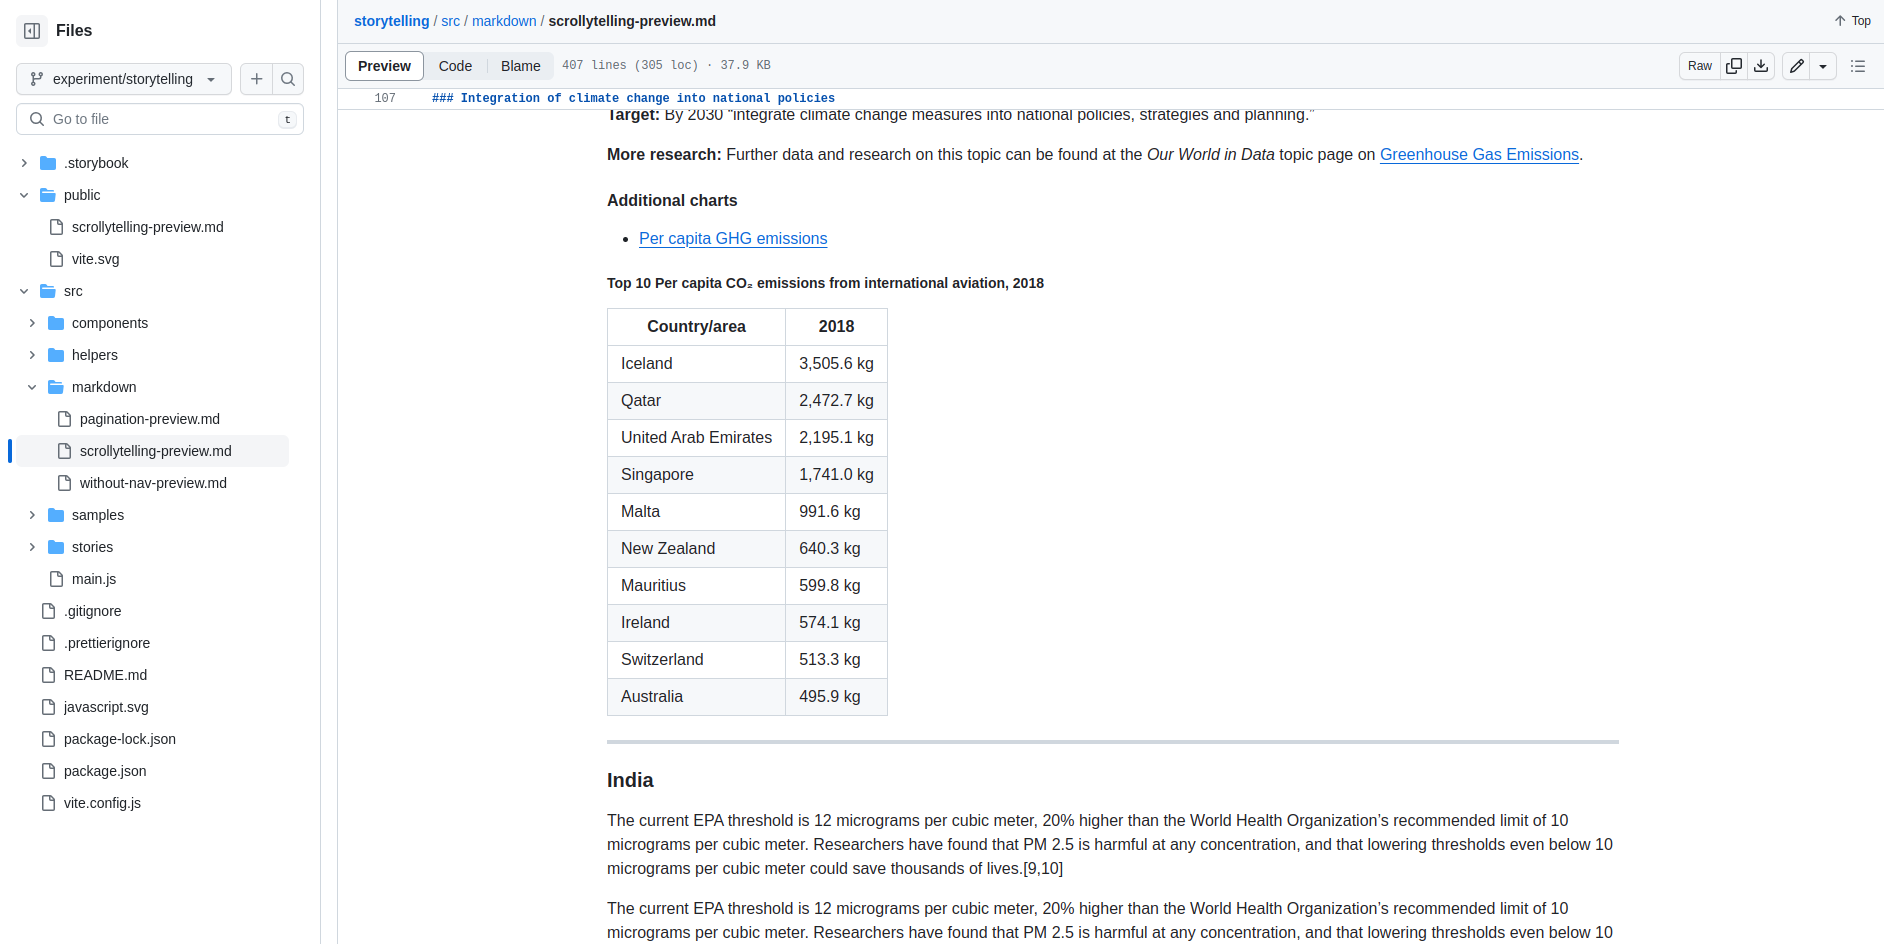 Files
experiment/storytelling
Go to file
t
.storybook
public
scrollytelling-preview.md
vite.svg
src
components
helpers
markdown
pagination-preview.md
scrollytelling-preview.md
without-nav-preview.md
samples
stories
main.js
.gitignore
.prettierignore
README.md
javascript.svg
package-lock.json
package.json
vite.config.js
storytelling / src / markdown / scrollytelling-preview.md
Top
Preview Code Blame 407 lines (305 loc) · 37.9 KB
Raw
107 ### Integration of climate change into national policies
Target: By 2030 “integrate climate change measures into national policies, strategies and planning.”
More research: Further data and research on this topic can be found at the Our World in Data topic page on Greenhouse Gas Emissions.
Additional charts
• Per capita GHG emissions
Top 10 Per capita CO₂ emissions from international aviation, 2018
Country/area 2018
Iceland 3,505.6 kg
Qatar 2,472.7 kg
United Arab Emirates 2,195.1 kg
Singapore 1,741.0 kg
Malta 991.6 kg
New Zealand 640.3 kg
Mauritius 599.8 kg
Ireland 574.1 kg
Switzerland 513.3 kg
Australia 495.9 kg
India
The current EPA threshold is 12 micrograms per cubic meter, 20% higher than the World Health Organization’s recommended limit of 10
micrograms per cubic meter. Researchers have found that PM 2.5 is harmful at any concentration, and that lowering thresholds even below 10
micrograms per cubic meter could save thousands of lives.[9,10]
The current EPA threshold is 12 micrograms per cubic meter, 20% higher than the World Health Organization’s recommended limit of 10
micrograms per cubic meter. Researchers have found that PM 2.5 is harmful at any concentration, and that lowering thresholds even below 10